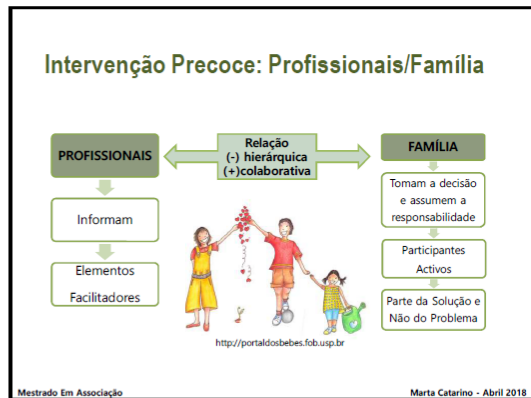 Intervenção Precoce: Profissionais/Família
PROFISSIONAIS
Informam
Elementos
Facilitadores
Relação
(-) hierárquica
(+)colaborativa
FAMÍLIA
Tomam a decisão
e assumem a
responsabilidade
Participantes
Activos
Parte da Solução e
Não do Problema
http://portaldosbebes.fob.usp.br
Mestrado Em Associação
Marta Catarino - Abril 2018